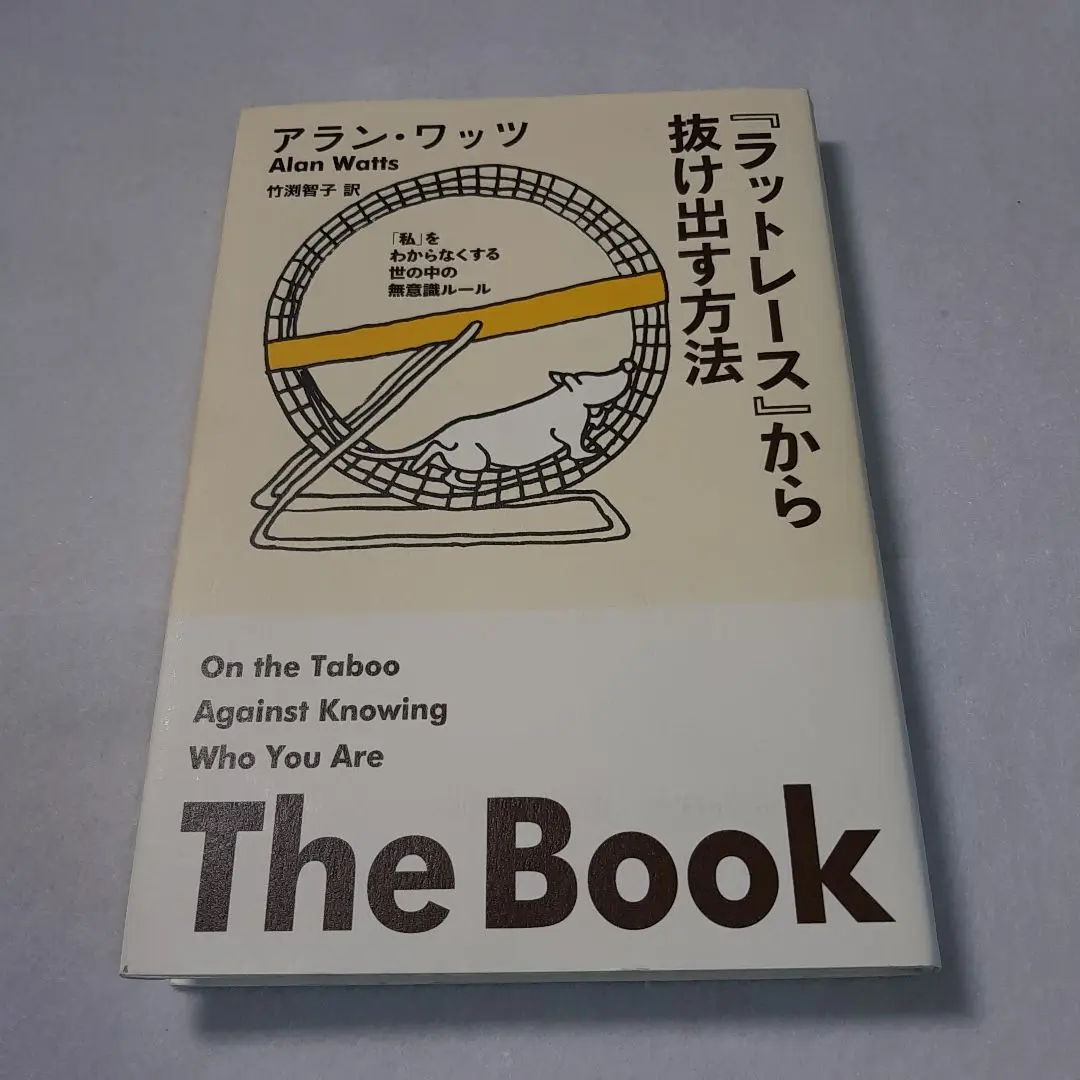 『ラットレース』から
抜け出す方法
アラン・ワッツ
Alan Watts
竹渕智子 訳
「私」を
わからなくする
世の中の
無意識ルール
On the Taboo
Against Knowing
Who You Are
The Book